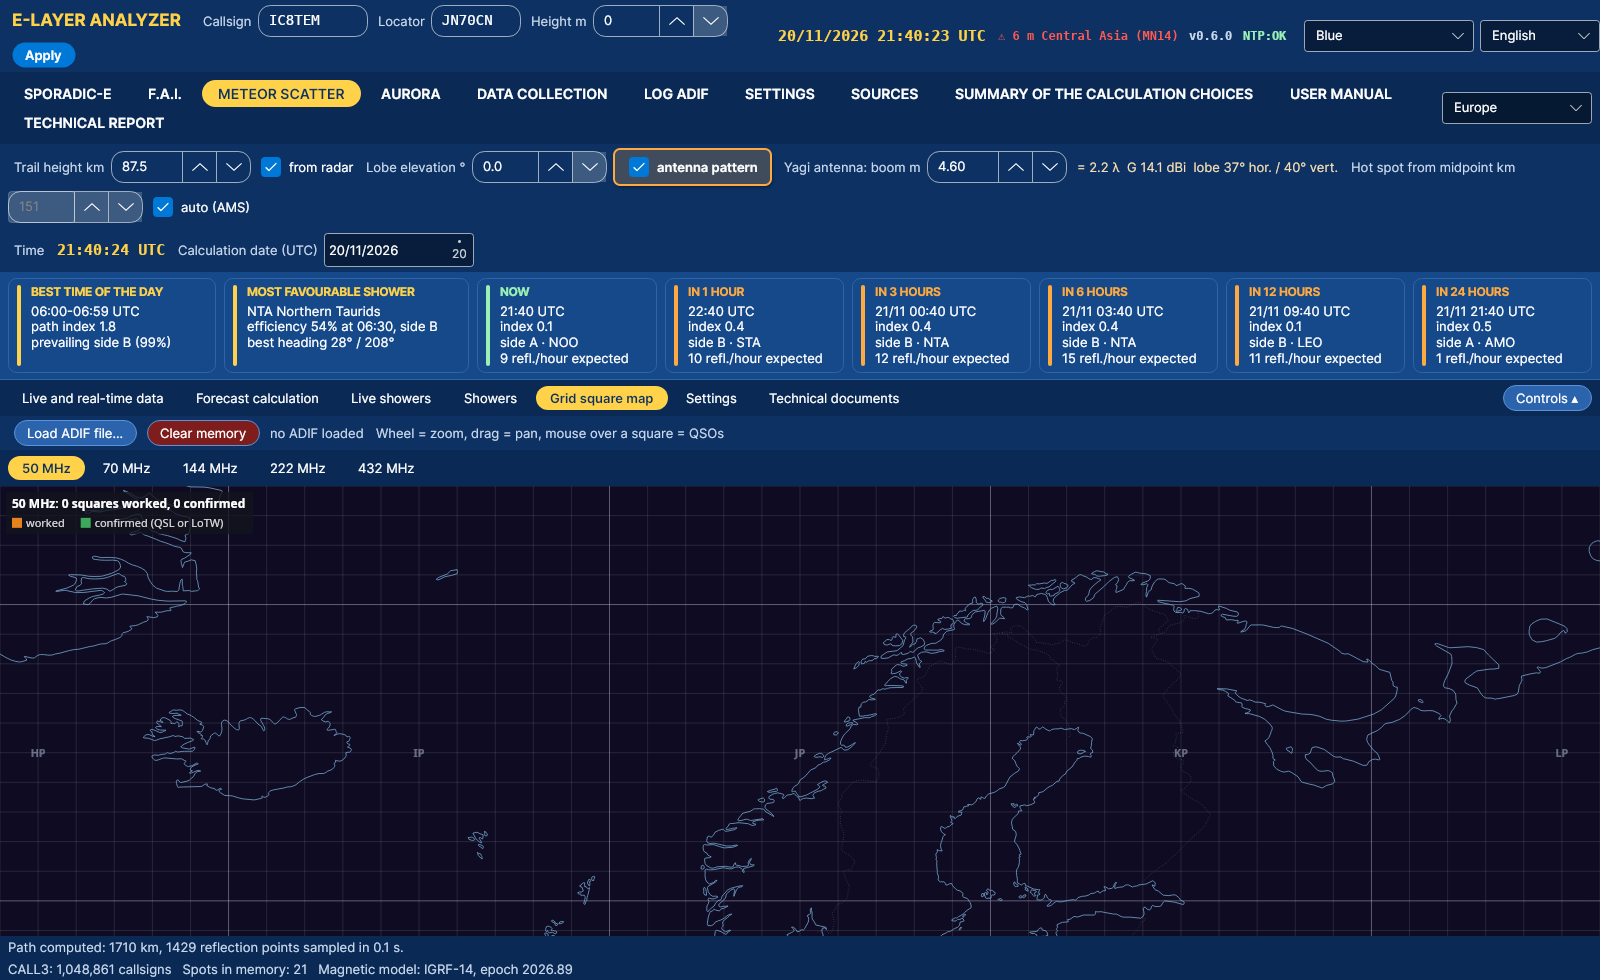 E-LAYER ANALYZER
Callsign IC8TEM Locator JN70CN Height m 0
20/11/2026 21:40:23 UTC ⚠ 6 m Central Asia (MN14) v0.6.0 NTP:OK
Blue
English
Apply
SPORADIC-E F.A.I. METEOR SCATTER AURORA DATA COLLECTION LOG ADIF SETTINGS SOURCES SUMMARY OF THE CALCULATION CHOICES USER MANUAL
TECHNICAL REPORT
Europe
Trail height km 87.5 from radar Lobe elevation ° 0.0 antenna pattern Yagi antenna: boom m 4.60 = 2.2 λ G 14.1 dBi lobe 37° hor. / 40° vert. Hot spot from midpoint km
151 auto (AMS)
Time 21:40:24 UTC Calculation date (UTC) 20/11/2026 20
BEST TIME OF THE DAY
06:00-06:59 UTC
path index 1.8
prevailing side B (99%)
MOST FAVOURABLE SHOWER
NTA Northern Taurids
efficiency 54% at 06:30, side B
best heading 28° / 208°
NOW
21:40 UTC
index 0.1
side A · NOO
9 refl./hour expected
IN 1 HOUR
22:40 UTC
index 0.4
side B · STA
10 refl./hour expected
IN 3 HOURS
21/11 00:40 UTC
index 0.4
side B · NTA
12 refl./hour expected
IN 6 HOURS
21/11 03:40 UTC
index 0.4
side B · NTA
15 refl./hour expected
IN 12 HOURS
21/11 09:40 UTC
index 0.1
side B · LEO
11 refl./hour expected
IN 24 HOURS
21/11 21:40 UTC
index 0.5
side A · AMO
1 refl./hour expected
Live and real-time data Forecast calculation Live showers Showers Grid square map Settings Technical documents Controls ▴
Load ADIF file... Clear memory no ADIF loaded Wheel = zoom, drag = pan, mouse over a square = QSOs
50 MHz 70 MHz 144 MHz 222 MHz 432 MHz
50 MHz: 0 squares worked, 0 confirmed
worked confirmed (QSL or LoTW)
HP IP JP KP LP
Path computed: 1710 km, 1429 reflection points sampled in 0.1 s.
CALL3: 1,048,861 callsigns Spots in memory: 21 Magnetic model: IGRF-14, epoch 2026.89